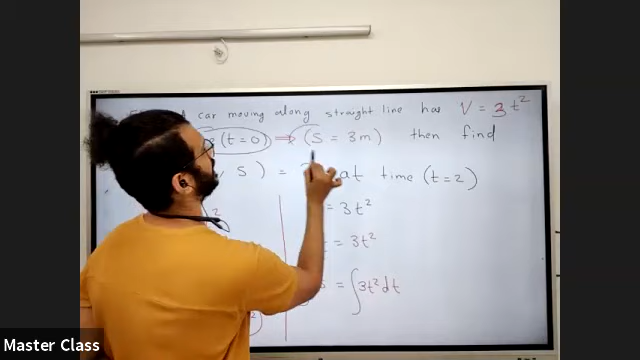 car moving along straight line has V = 3t²
(t = 0) ⇒ (S = 3m) then find
, S) = at time (t=2)
= 3t²
= 3t²
= ∫3t²dt
Master Class